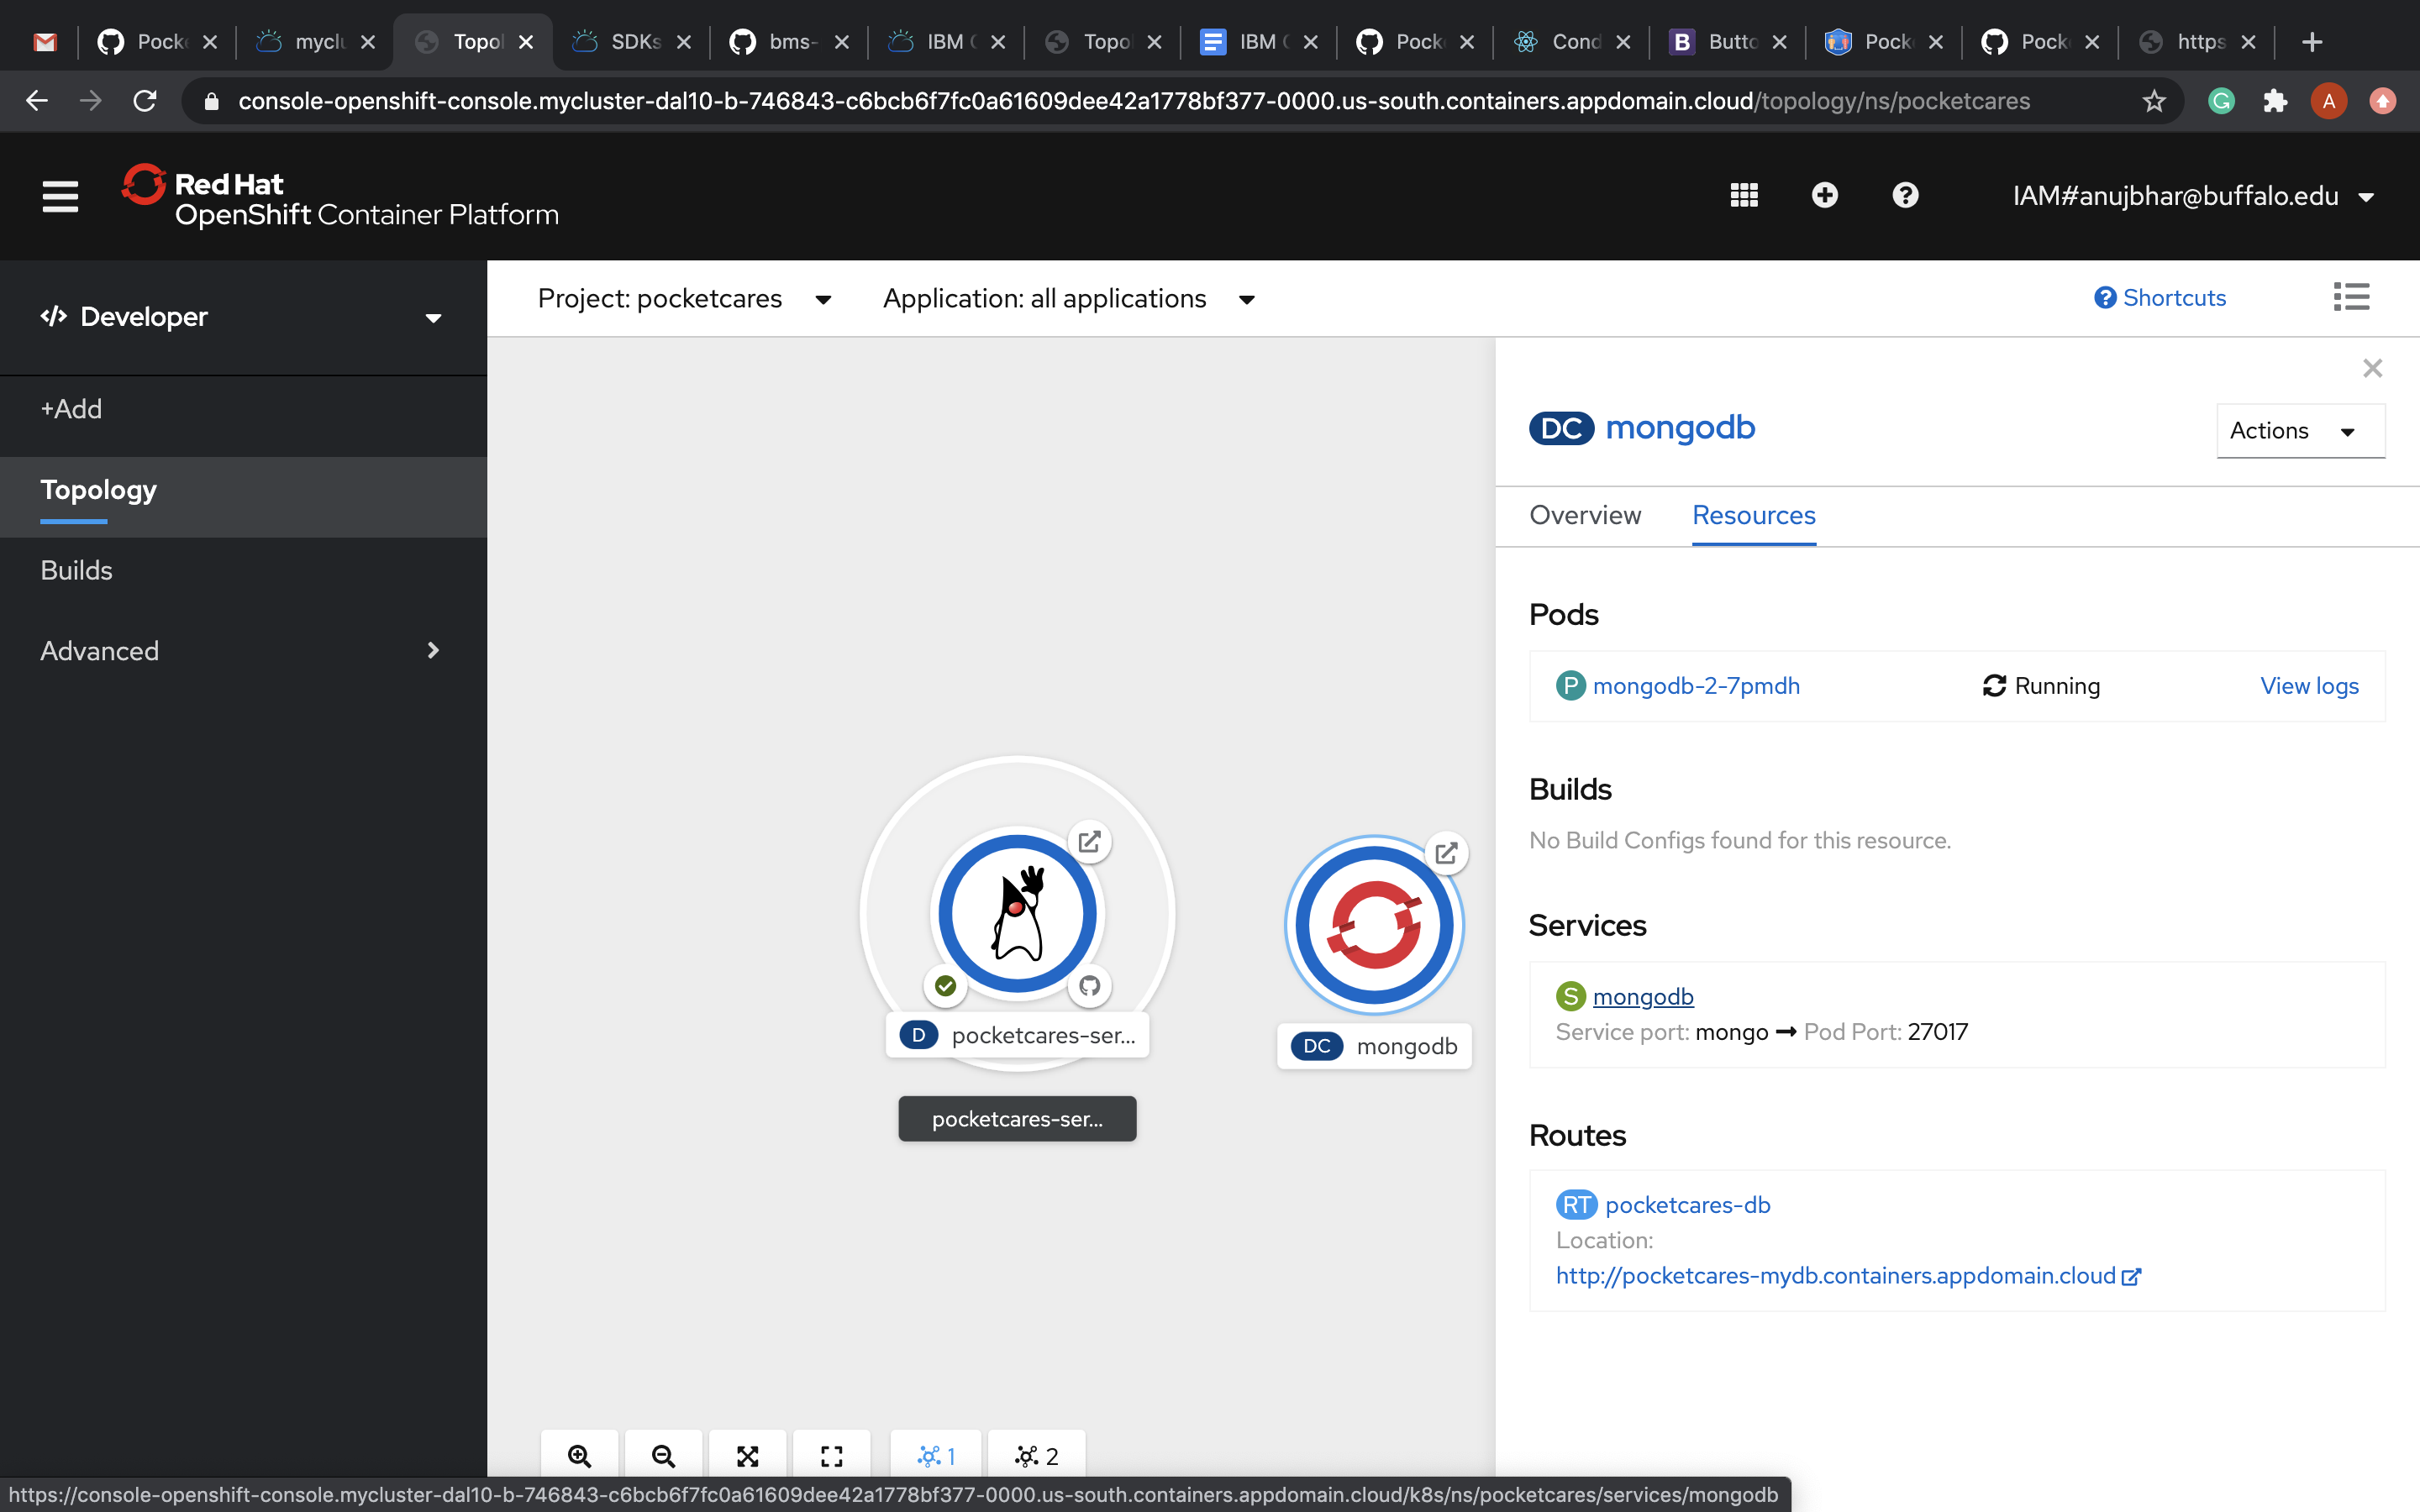 Pock
myclu
Topol
SDKs
bms-
IBM C
Topo
IBM C
Pock
Cond
B
Butto
Pock
Pock
https
console-openshift-console.mycluster-dal10-b-746843-c6bcb6f7fc0a61609dee42a1778bf377-0000.us-south.containers.appdomain.cloud/topology/ns/pocketcares
G
A
Red Hat
OpenShift Container Platform
IAM#anujbhar@buffalo.edu
Developer
+Add
Topology
Builds
Advanced
Project: pocketcares
Application: all applications
Shortcuts
D pocketcares-ser...
pocketcares-ser...
DC mongodb
1
2
DC mongodb
Actions
Overview
Resources
Pods
P mongodb-2-7pmdh
Running
View logs
Builds
No Build Configs found for this resource.
Services
S mongodb
Service port: mongo → Pod Port: 27017
Routes
RT pocketcares-db
Location:
http://pocketcares-mydb.containers.appdomain.cloud
https://console-openshift-console.mycluster-dal10-b-746843-c6bcb6f7fc0a61609dee42a1778bf377-0000.us-south.containers.appdomain.cloud/k8s/ns/pocketcares/services/mongodb